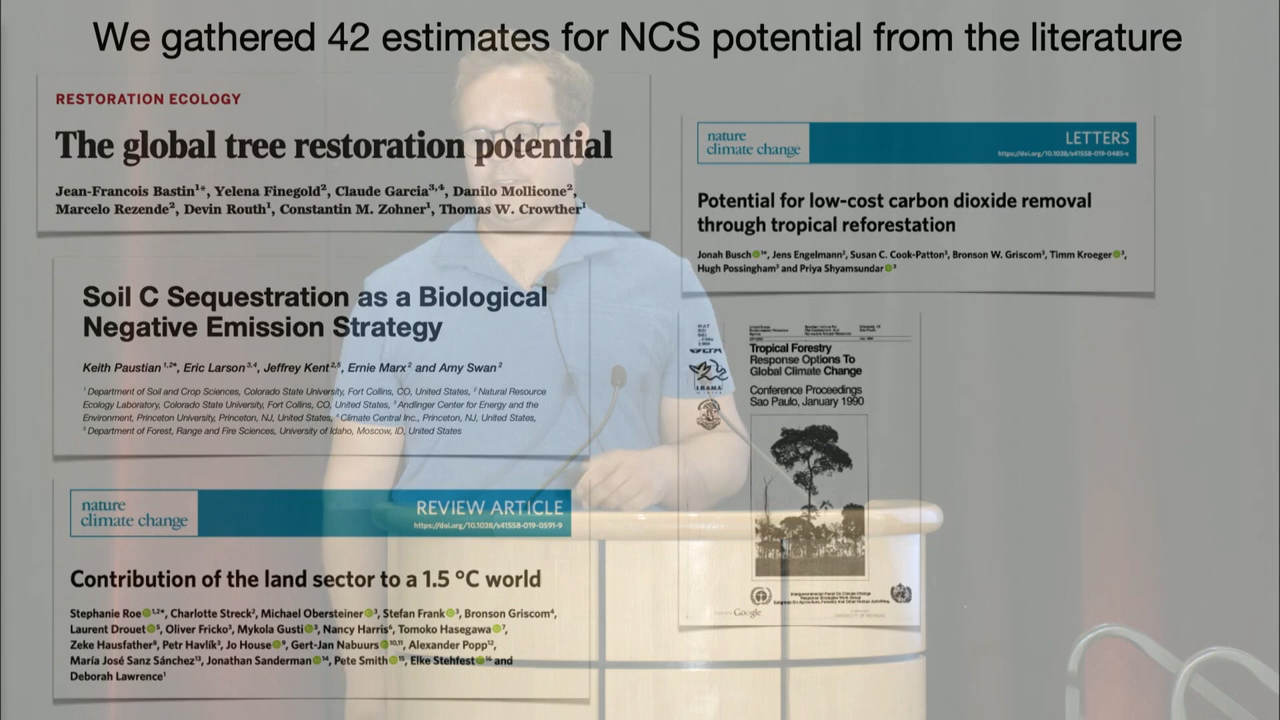 We gathered 42 estimates for NCS potential from the literature
RESTORATION ECOLOGY
The global tree restoration potential
Jean-Francois Bastin¹*, Yelena Finegold², Claude Garcia³,⁴, Danilo Mollicone²,
Marcelo Rezende², Devin Routh¹, Constantin M. Zohner¹, Thomas W. Crowther¹
Soil C Sequestration as a Biological
Negative Emission Strategy
Keith Paustian¹,²*, Eric Larson³,⁴, Jeffrey Kent²,⁵, Ernie Marx² and Amy Swan²
¹ Department of Soil and Crop Sciences, Colorado State University, Fort Collins, CO, United States, ² Natural Resource
Ecology Laboratory, Colorado State University, Fort Collins, CO, United States, ³ Andlinger Center for Energy and the
Environment, Princeton University, Princeton, NJ, United States, ⁴ Climate Central Inc., Princeton, NJ, United States,
⁵ Department of Forest, Range and Fire Sciences, University of Idaho, Moscow, ID, United States
nature
climate change
REVIEW ARTICLE
https://doi.org/10.1038/s41558-019-0591-9
Contribution of the land sector to a 1.5 °C world
Stephanie Roe¹,²*, Charlotte Streck², Michael Obersteiner³, Stefan Frank³, Bronson Griscom⁴,
Laurent Drouet⁵, Oliver Fricko³, Mykola Gusti³, Nancy Harris⁶, Tomoko Hasegawa⁷,
Zeke Hausfather⁸, Petr Havlík³, Jo House⁹, Gert-Jan Nabuurs¹⁰,¹¹, Alexander Popp¹²,
María José Sanz Sánchez¹³, Jonathan Sanderman¹⁴, Pete Smith¹⁵, Elke Stehfest¹⁶ and
Deborah Lawrence¹
nature
climate change
LETTERS
https://doi.org/10.1038/s41558-019-0485-x
Potential for low-cost carbon dioxide removal
through tropical reforestation
Jonah Busch¹*, Jens Engelmann², Susan C. Cook-Patton³, Bronson W. Griscom³, Timm Kroeger³,
Hugh Possingham³ and Priya Shyamsundar³
Tropical Forestry
Response Options To
Global Climate Change
Conference Proceedings
Sao Paulo, January 1990
IBAMA
Google